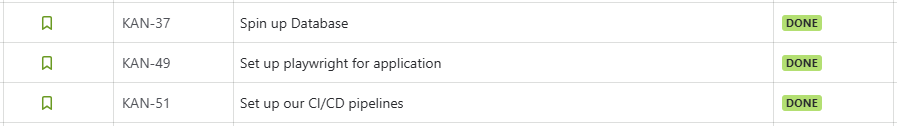 KAN-37 Spin up Database DONE
KAN-49 Set up playwright for application DONE
KAN-51 Set up our CI/CD pipelines DONE